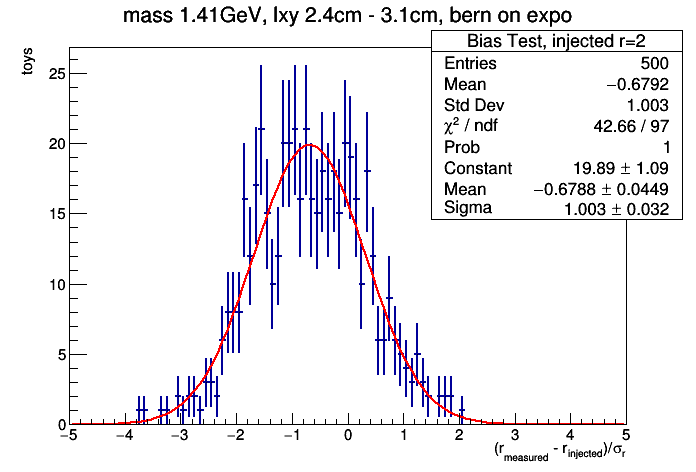 mass 1.41GeV, lxy 2.4cm - 3.1cm, bern on expo
Bias Test, injected r=2
Entries 500
Mean −0.6792
Std Dev 1.003
χ² / ndf 42.66 / 97
Prob 1
Constant 19.89 ± 1.09
Mean −0.6788 ± 0.0449
Sigma 1.003 ± 0.032
toys
25
20
15
10
5
0
−5 −4 −3 −2 −1 0 1 2 3 4 5
(r_measured - r_injected)/σ_r